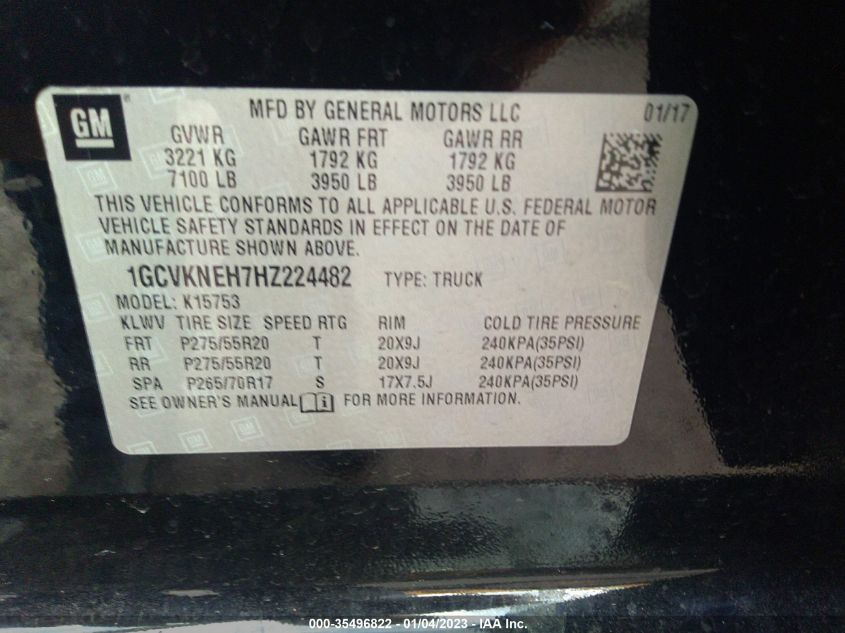 GM®
MFD BY GENERAL MOTORS LLC 01/17
GVWR GAWR FRT GAWR RR
3221 KG 1792 KG 1792 KG
7100 LB 3950 LB 3950 LB
THIS VEHICLE CONFORMS TO ALL APPLICABLE U.S. FEDERAL MOTOR
VEHICLE SAFETY STANDARDS IN EFFECT ON THE DATE OF
MANUFACTURE SHOWN ABOVE.
1GCVKNEH7HZ224482 TYPE: TRUCK
MODEL: K15753
KLWV TIRE SIZE SPEED RTG RIM COLD TIRE PRESSURE
FRT P275/55R20 T 20X9J 240KPA(35PSI)
RR P275/55R20 T 20X9J 240KPA(35PSI)
SPA P265/70R17 S 17X7.5J 240KPA(35PSI)
SEE OWNER'S MANUAL i FOR MORE INFORMATION.
000-35496822 - 01/04/2023 - IAA Inc.